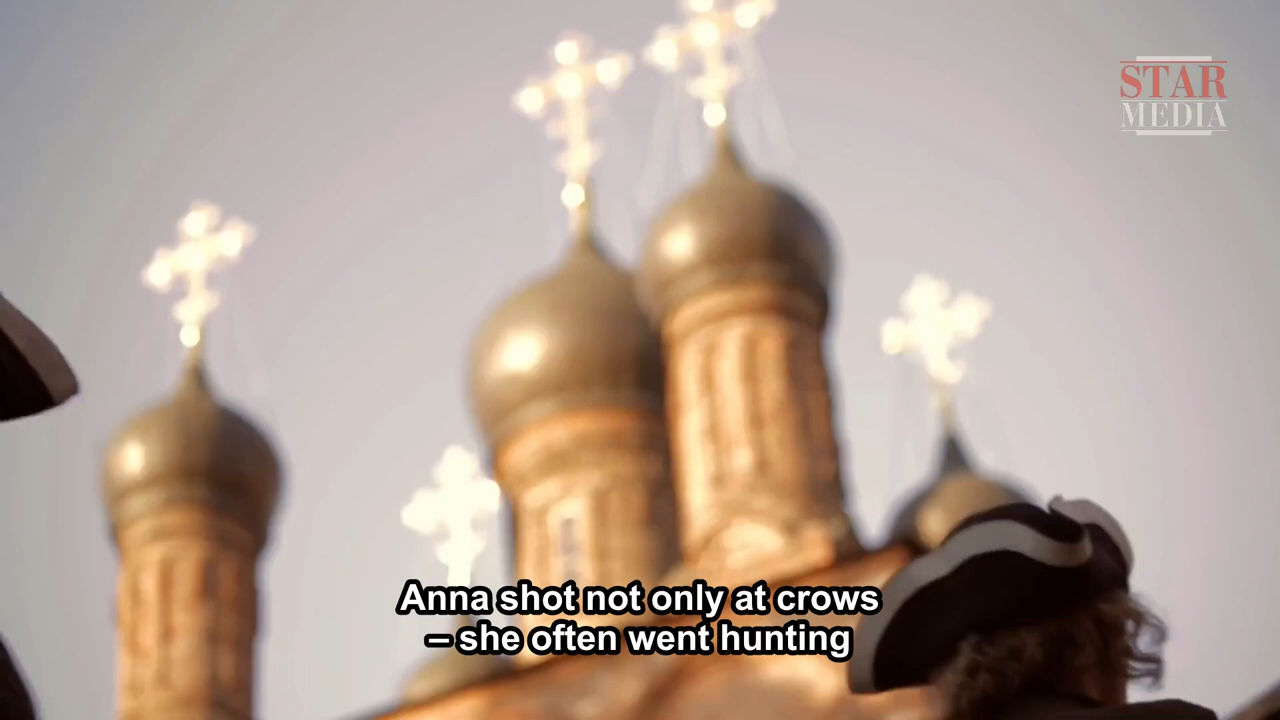 STAR
MEDIA
Anna shot not only at crows
– she often went hunting